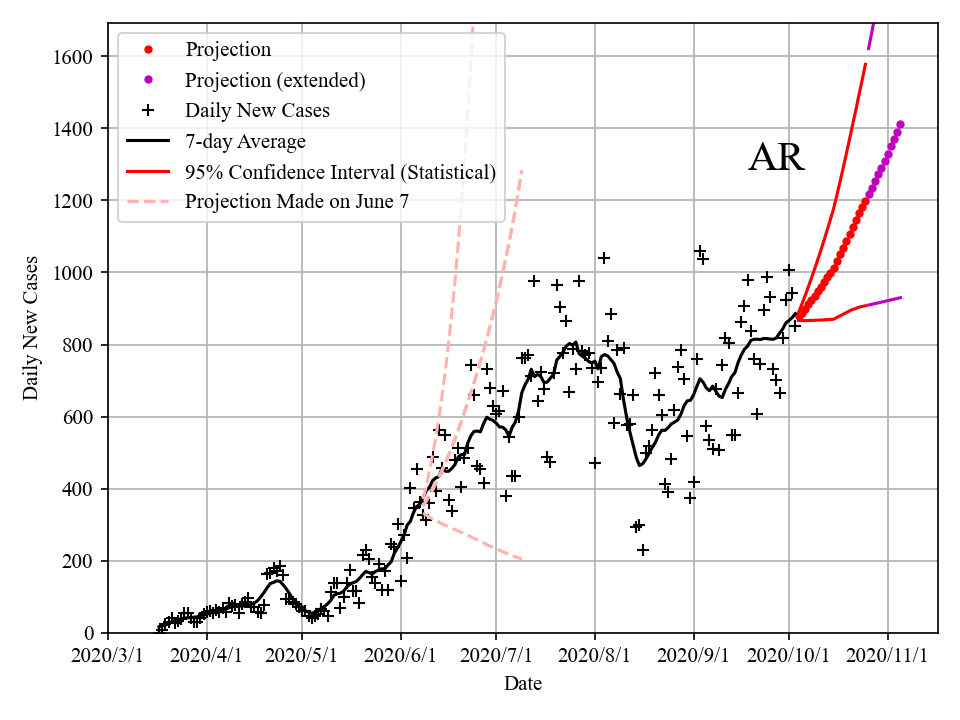 1600
1400
1200
1000
800
600
400
200
0
Daily New Cases
Projection
Projection (extended)
Daily New Cases
7-day Average
95% Confidence Interval (Statistical)
Projection Made on June 7
AR
2020/3/1 2020/4/1 2020/5/1 2020/6/1 2020/7/1 2020/8/1 2020/9/1 2020/10/1 2020/11/1
Date